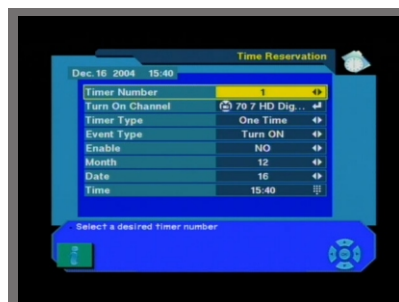 Time Reservation
Dec. 16 2004 15:40
Timer Number 1
Turn On Channel 70 7 HD Dig...
Timer Type One Time
Event Type Turn ON
Enable NO
Month 12
Date 16
Time 15:40
Select a desired timer number